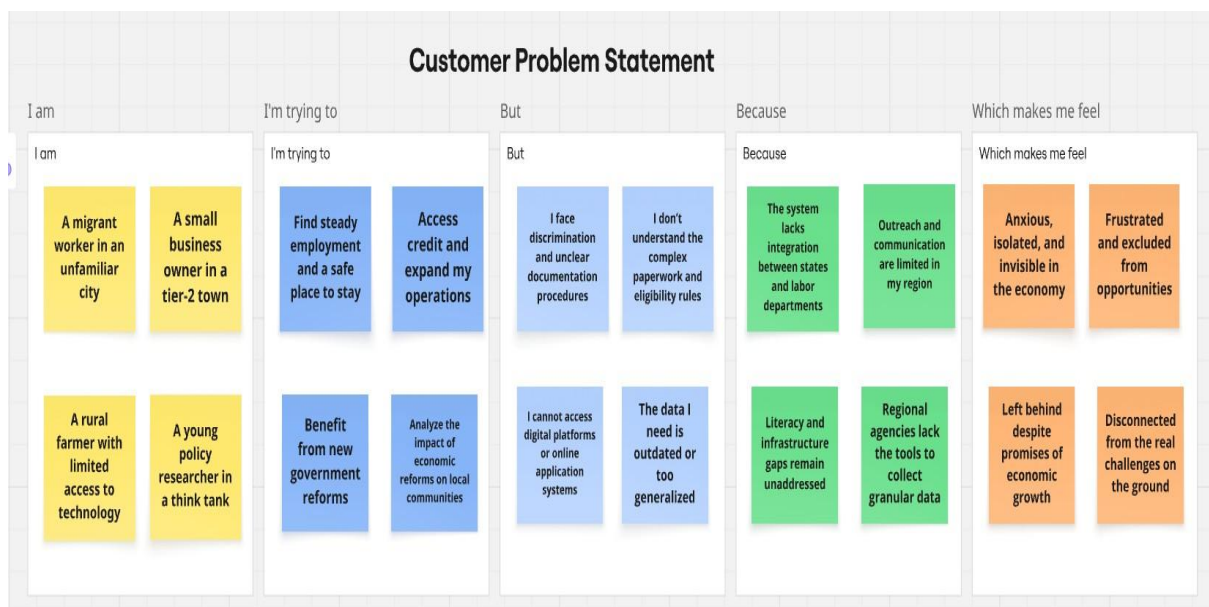 Customer Problem Statement
I am
I'm trying to
But
Because
Which makes me feel
I am
A migrant
worker in an
unfamiliar
city
A small
business
owner in a
tier-2 town
A rural
farmer with
limited
access to
technology
A young
policy
researcher in
a think tank
I'm trying to
Find steady
employment
and a safe
place to stay
Access
credit and
expand my
operations
Benefit
from new
government
reforms
Analyze the
impact of
economic
reforms on local
communities
But
I face
discrimination
and unclear
documentation
procedures
I don't
understand the
complex
paperwork and
eligibility rules
I cannot access
digital platforms
or online
application
systems
The data I
need is
outdated or
too
generalized
Because
The system
lacks
integration
between states
and labor
departments
Outreach and
communication
are limited in
my region
Literacy and
infrastructure
gaps remain
unaddressed
Regional
agencies lack
the tools to
collect
granular data
Which makes me feel
Anxious,
isolated, and
invisible in
the economy
Frustrated
and excluded
from
opportunities
Left behind
despite
promises of
economic
growth
Disconnected
from the real
challenges on
the ground